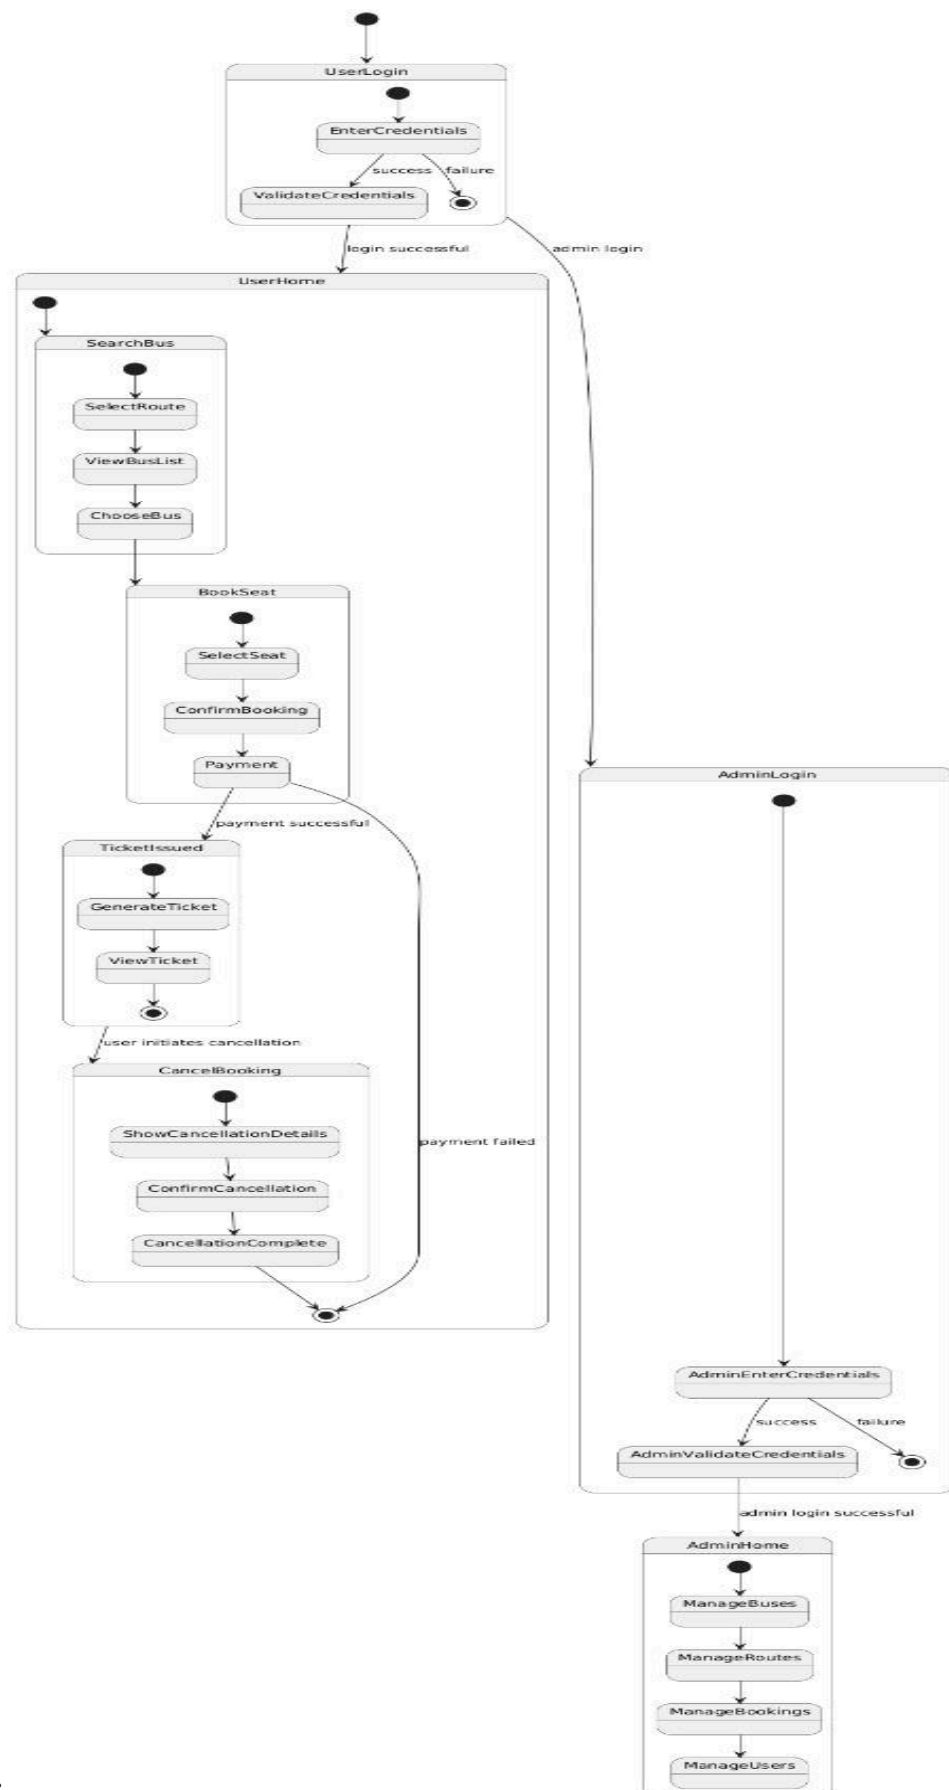 UserLogin
EnterCredentials
success failure
ValidateCredentials
login successful
admin login
UserHome
SearchBus
SelectRoute
ViewBusList
ChooseBus
BookSeat
SelectSeat
ConfirmBooking
Payment
AdminLogin
payment successful
TicketIssued
GenerateTicket
ViewTicket
user initiates cancellation
CancelBooking
ShowCancellationDetails
payment failed
ConfirmCancellation
CancellationComplete
AdminEnterCredentials
success failure
AdminValidateCredentials
admin login successful
AdminHome
ManageBuses
ManageRoutes
ManageBookings
ManageUsers